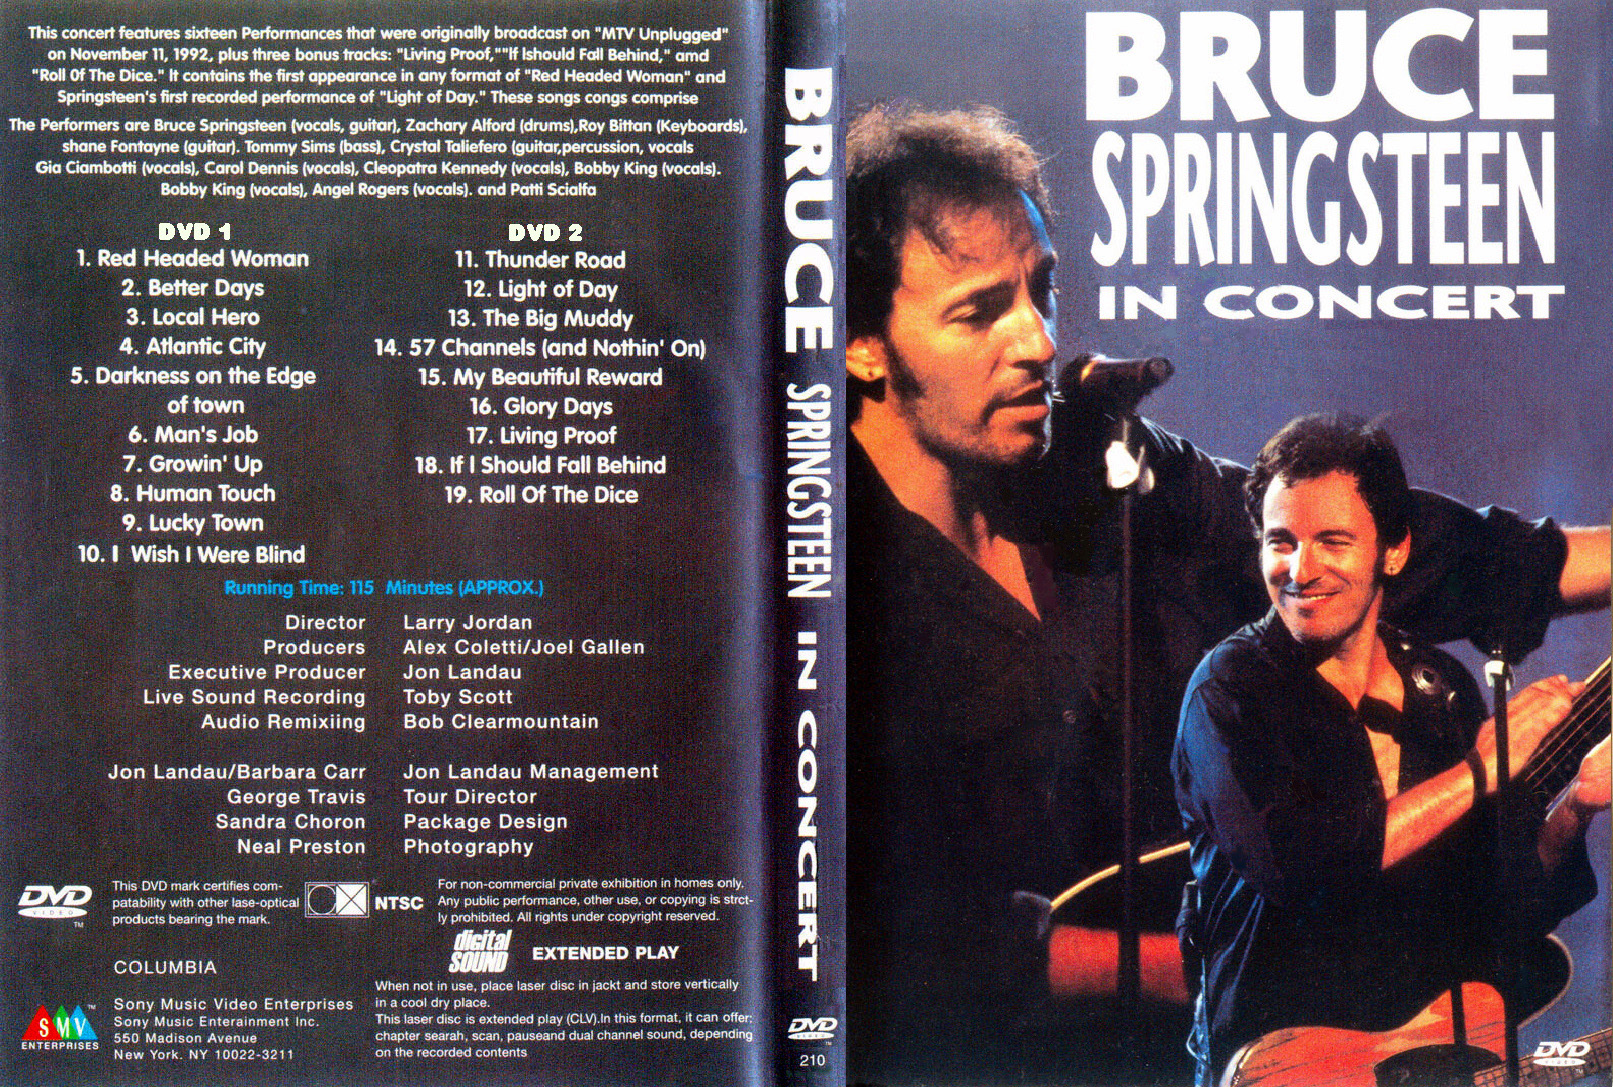 This concert features sixteen Performances that were originally broadcast on "MTV Unplugged"
on November 11, 1992, plus three bonus tracks: "Living Proof,""If Ishould Fall Behind," amd
"Roll Of The Dice." It contains the first appearance in any format of "Red Headed Woman" and
Springsteen's first recorded performance of "Light of Day." These songs congs comprise
The Performers are Bruce Springsteen (vocals, guitar), Zachary Alford (drums),Roy Bittan (Keyboards),
shane Fontayne (guitar). Tommy Sims (bass), Crystal Taliefero (guitar,percussion, vocals
Gia Ciambotti (vocals), Carol Dennis (vocals), Cleopatra Kennedy (vocals), Bobby King (vocals).
Bobby King (vocals), Angel Rogers (vocals). and Patti Scialfa
DVD 1
1. Red Headed Woman
2. Better Days
3. Local Hero
4. Atlantic City
5. Darkness on the Edge
of town
6. Man's Job
7. Growin' Up
8. Human Touch
9. Lucky Town
10. I Wish I Were Blind
DVD 2
11. Thunder Road
12. Light of Day
13. The Big Muddy
14. 57 Channels (and Nothin' On)
15. My Beautiful Reward
16. Glory Days
17. Living Proof
18. If I Should Fall Behind
19. Roll Of The Dice
Running Time: 115 Minutes (APPROX.)
Director Larry Jordan
Producers Alex Coletti/Joel Gallen
Executive Producer Jon Landau
Live Sound Recording Toby Scott
Audio Remixiing Bob Clearmountain
Jon Landau/Barbara Carr Jon Landau Management
George Travis Tour Director
Sandra Choron Package Design
Neal Preston Photography
DVD
VIDEO
TM
This DVD mark certifies com-
patability with other lase-optical
products bearing the mark.
NTSC
For non-commercial private exhibition in homes only.
Any public performance, other use, or copying is strct-
ly prohibited. All rights under copyright reserved.
digital
SOUND
EXTENDED PLAY
COLUMBIA
SMV
TM
ENTERPRISES
Sony Music Video Enterprises
Sony Music Enterainment Inc.
550 Madison Avenue
New York. NY 10022-3211
When not in use, place laser disc in jackt and store vertically
in a cool dry place.
This laser disc is extended play (CLV).In this format, it can offer;
chapter searah, scan, pauseand dual channel sound, depending
on the recorded contents
BRUCE SPRINGSTEEN IN CONCERT
DVD
VIDEO
TM
210
BRUCE
SPRINGSTEEN
IN CONCERT
DVD
VIDEO
TM